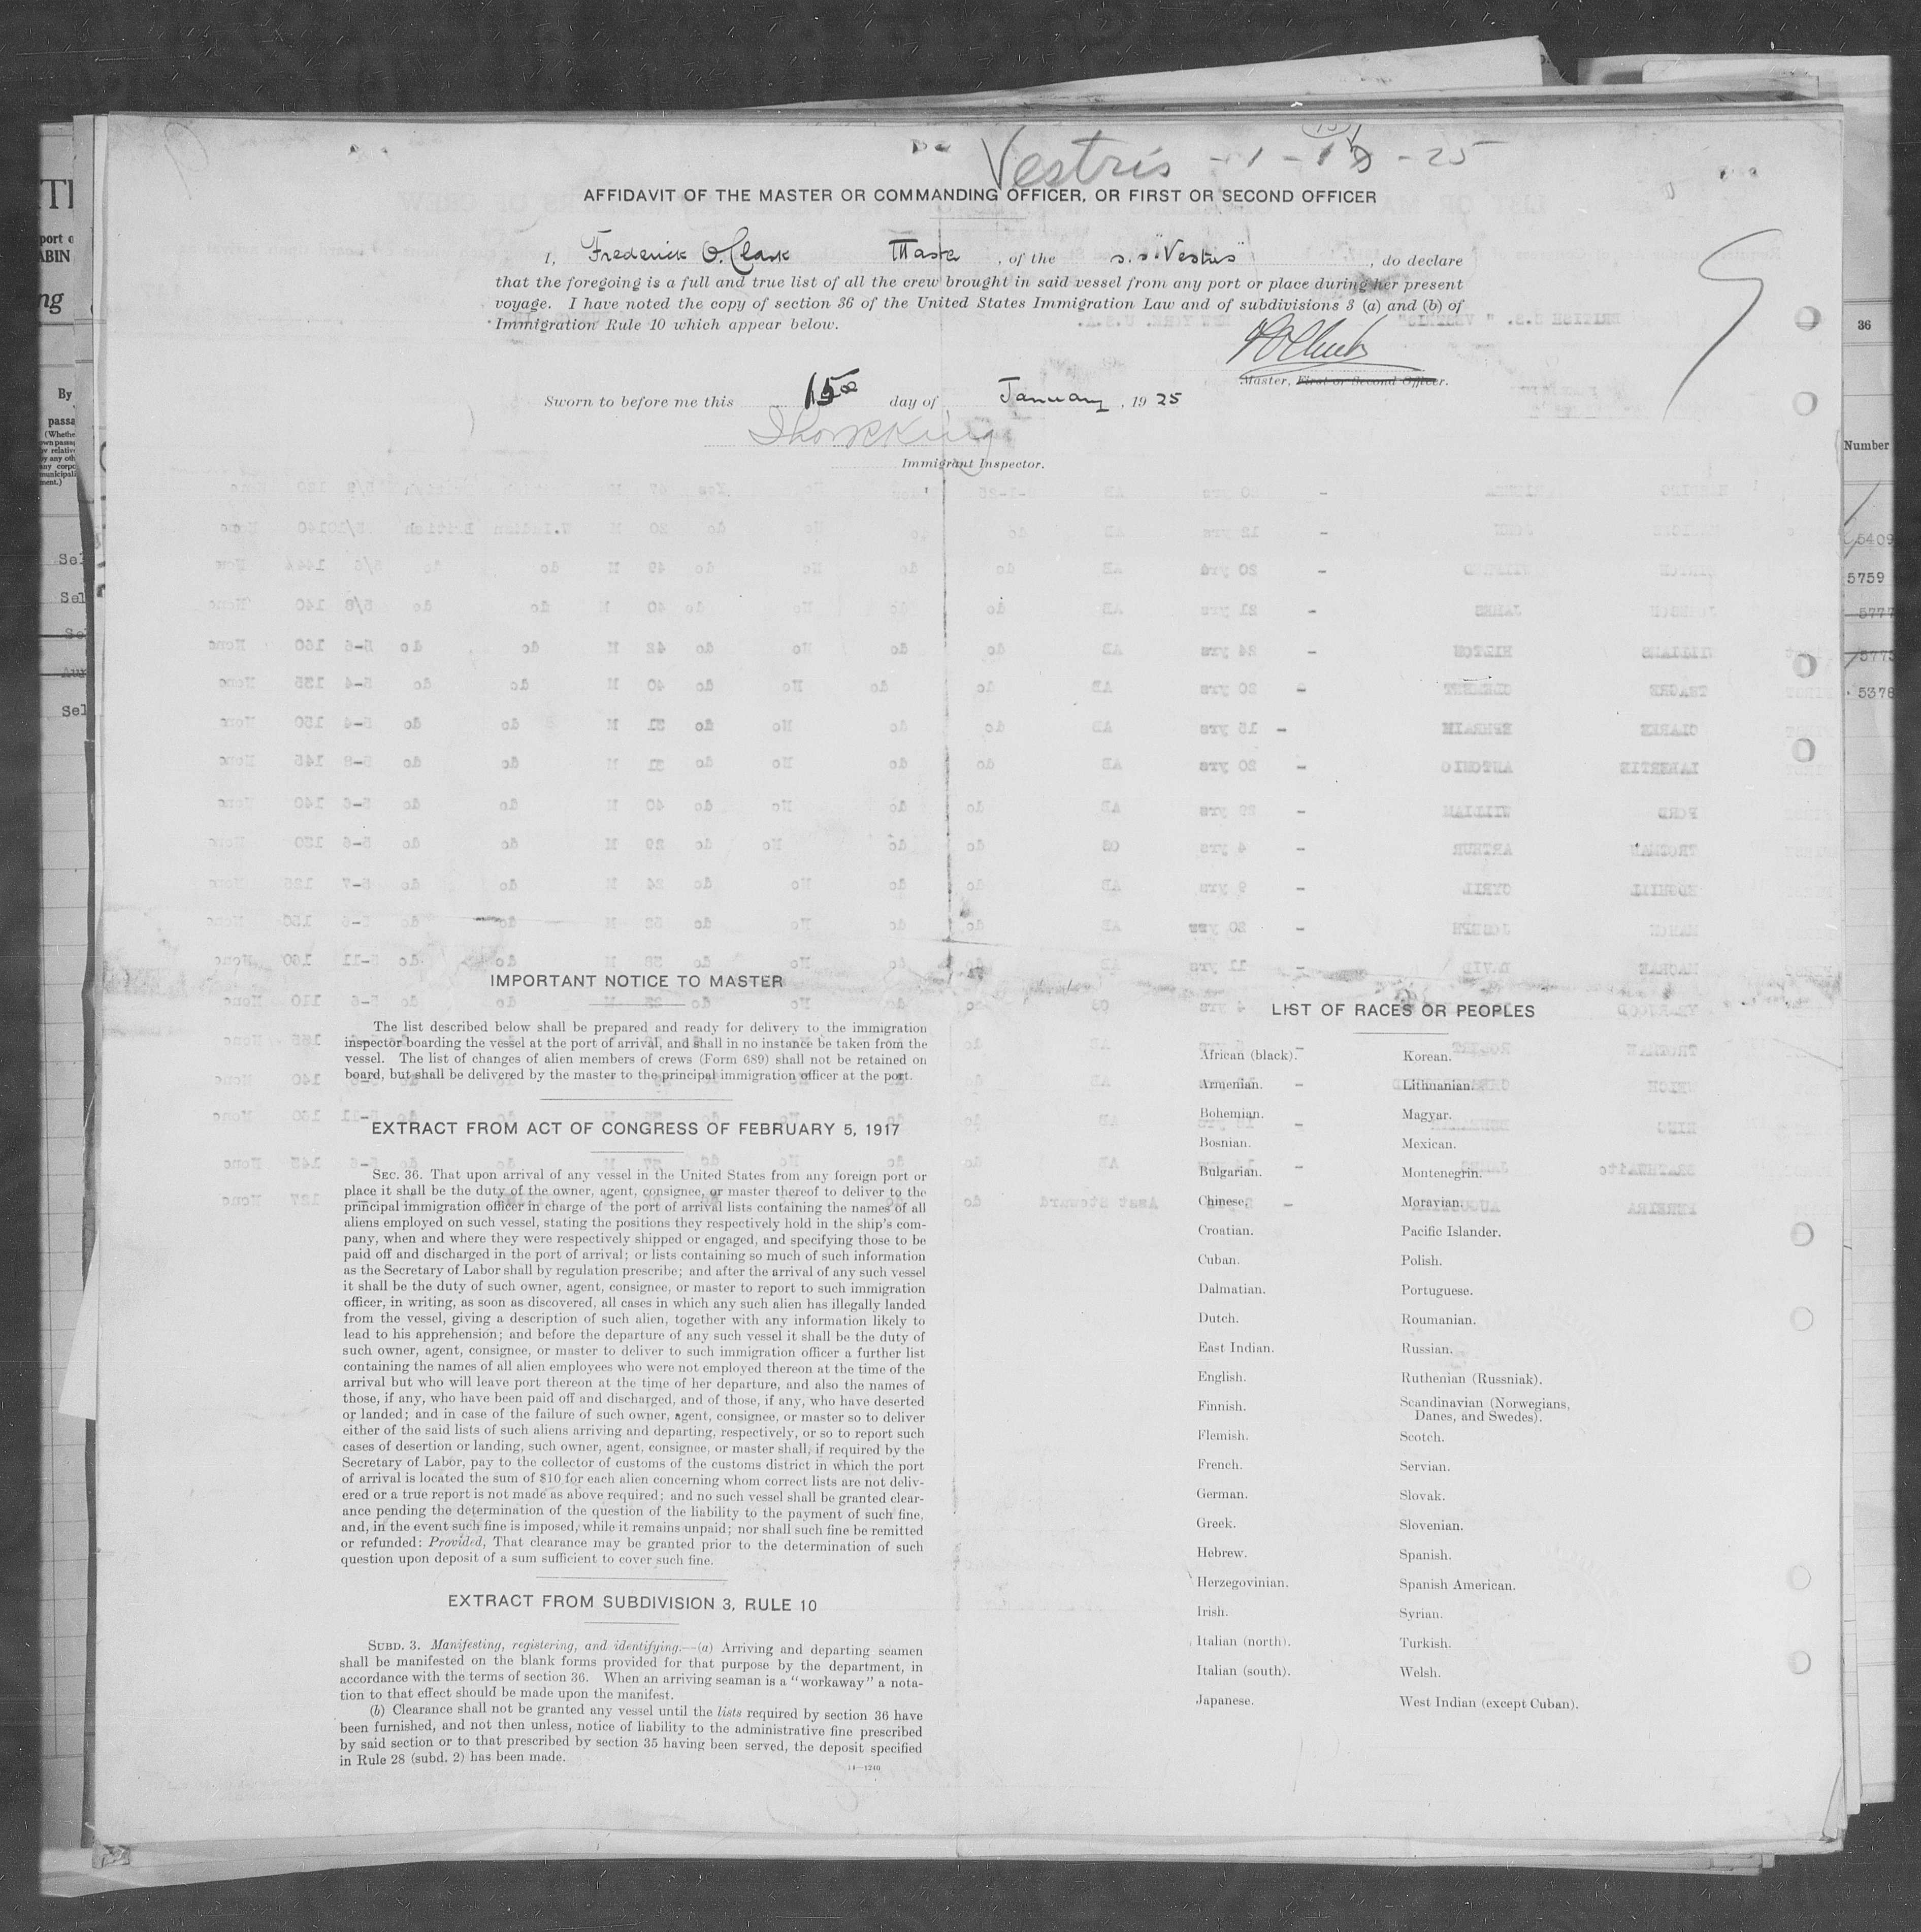 Vestris - 1 - 15 - 25
AFFIDAVIT OF THE MASTER OR COMMANDING OFFICER, OR FIRST OR SECOND OFFICER
I, Frederick O. Clark Master, of the s.s. "Vestris", do declare
that the foregoing is a full and true list of all the crew brought in said vessel from any port or place during her present
voyage. I have noted the copy of section 36 of the United States Immigration Law and of subdivisions 3 (a) and (b) of
Immigration Rule 10 which appear below.
Master, First or Second Officer.
Sworn to before me this 15th day of January, 1925
Immigrant Inspector.
IMPORTANT NOTICE TO MASTER
The list described below shall be prepared and ready for delivery to the immigration
inspector boarding the vessel at the port of arrival, and shall in no instance be taken from the
vessel. The list of changes of alien members of crews (Form 689) shall not be retained on
board, but shall be delivered by the master to the principal immigration officer at the port.
EXTRACT FROM ACT OF CONGRESS OF FEBRUARY 5, 1917
SEC. 36. That upon arrival of any vessel in the United States from any foreign port or
place it shall be the duty of the owner, agent, consignee, or master thereof to deliver to the
principal immigration officer in charge of the port of arrival lists containing the names of all
aliens employed on such vessel, stating the positions they respectively hold in the ship's com-
pany, when and where they were respectively shipped or engaged, and specifying those to be
paid off and discharged in the port of arrival; or lists containing so much of such information
as the Secretary of Labor shall by regulation prescribe; and after the arrival of any such vessel
it shall be the duty of such owner, agent, consignee, or master to report to such immigration
officer, in writing, as soon as discovered, all cases in which any such alien has illegally landed
from the vessel, giving a description of such alien, together with any information likely to
lead to his apprehension; and before the departure of any such vessel it shall be the duty of
such owner, agent, consignee, or master to deliver to such immigration officer a further list
containing the names of all alien employees who were not employed thereon at the time of the
arrival but who will leave port thereon at the time of her departure, and also the names of
those, if any, who have been paid off and discharged, and of those, if any, who have deserted
or landed; and in case of the failure of such owner, agent, consignee, or master so to deliver
either of the said lists of such aliens arriving and departing, respectively, or so to report such
cases of desertion or landing, such owner, agent, consignee, or master shall, if required by the
Secretary of Labor, pay to the collector of customs of the customs district in which the port
of arrival is located the sum of $10 for each alien concerning whom correct lists are not deliv-
ered or a true report is not made as above required; and no such vessel shall be granted clear-
ance pending the determination of the question of the liability to the payment of such fine,
and, in the event such fine is imposed, while it remains unpaid; nor shall such fine be remitted
or refunded: Provided, That clearance may be granted prior to the determination of such
question upon deposit of a sum sufficient to cover such fine.
EXTRACT FROM SUBDIVISION 3, RULE 10
SUBD. 3. Manifesting, registering, and identifying.—(a) Arriving and departing seamen
shall be manifested on the blank forms provided for that purpose by the department, in
accordance with the terms of section 36. When an arriving seaman is a "workaway" a nota-
tion to that effect should be made upon the manifest.
(b) Clearance shall not be granted any vessel until the lists required by section 36 have
been furnished, and not then unless, notice of liability to the administrative fine prescribed
by said section or to that prescribed by section 35 having been served, the deposit specified
in Rule 28 (subd. 2) has been made.
14—1240
LIST OF RACES OR PEOPLES
African (black).
Armenian.
Bohemian.
Bosnian.
Bulgarian.
Chinese.
Croatian.
Cuban.
Dalmatian.
Dutch.
East Indian.
English.
Finnish.
Flemish.
French.
German.
Greek.
Hebrew.
Herzegovinian.
Irish.
Italian (north).
Italian (south).
Japanese.
Korean.
Lithuanian.
Magyar.
Mexican.
Montenegrin.
Moravian.
Pacific Islander.
Polish.
Portuguese.
Roumanian.
Russian.
Ruthenian (Russniak).
Scandinavian (Norwegians,
Danes, and Swedes).
Scotch.
Servian.
Slovak.
Slovenian.
Spanish.
Spanish American.
Syrian.
Turkish.
Welsh.
West Indian (except Cuban).
36
Number
5409
5759
5777
5775
5378